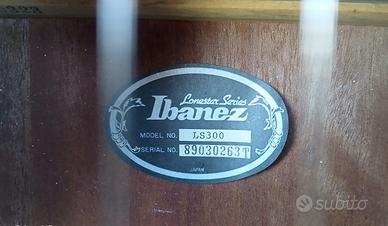 Lonestar Series
Ibanez
MODEL NO. LS300
SERIAL NO. 89030263T
JAPAN
subito